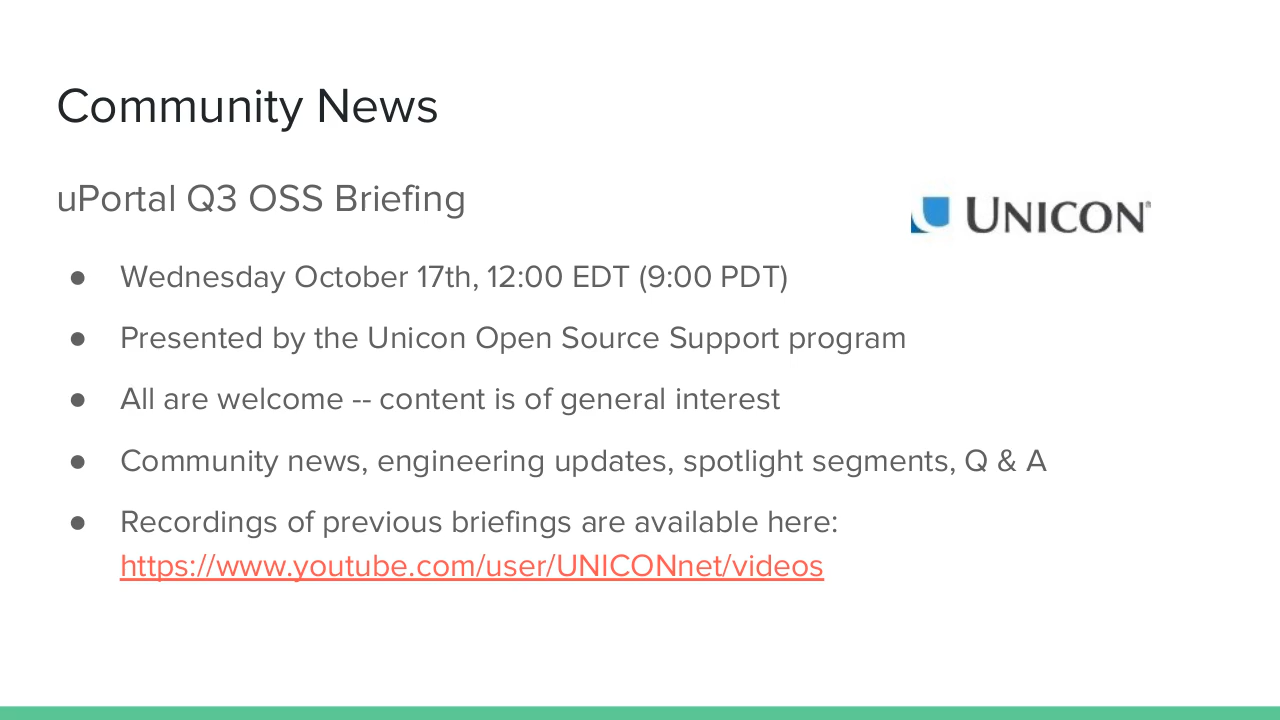 Community News
uPortal Q3 OSS Briefing
UNICON®
● Wednesday October 17th, 12:00 EDT (9:00 PDT)
● Presented by the Unicon Open Source Support program
● All are welcome -- content is of general interest
● Community news, engineering updates, spotlight segments, Q & A
● Recordings of previous briefings are available here:
https://www.youtube.com/user/UNICONnet/videos